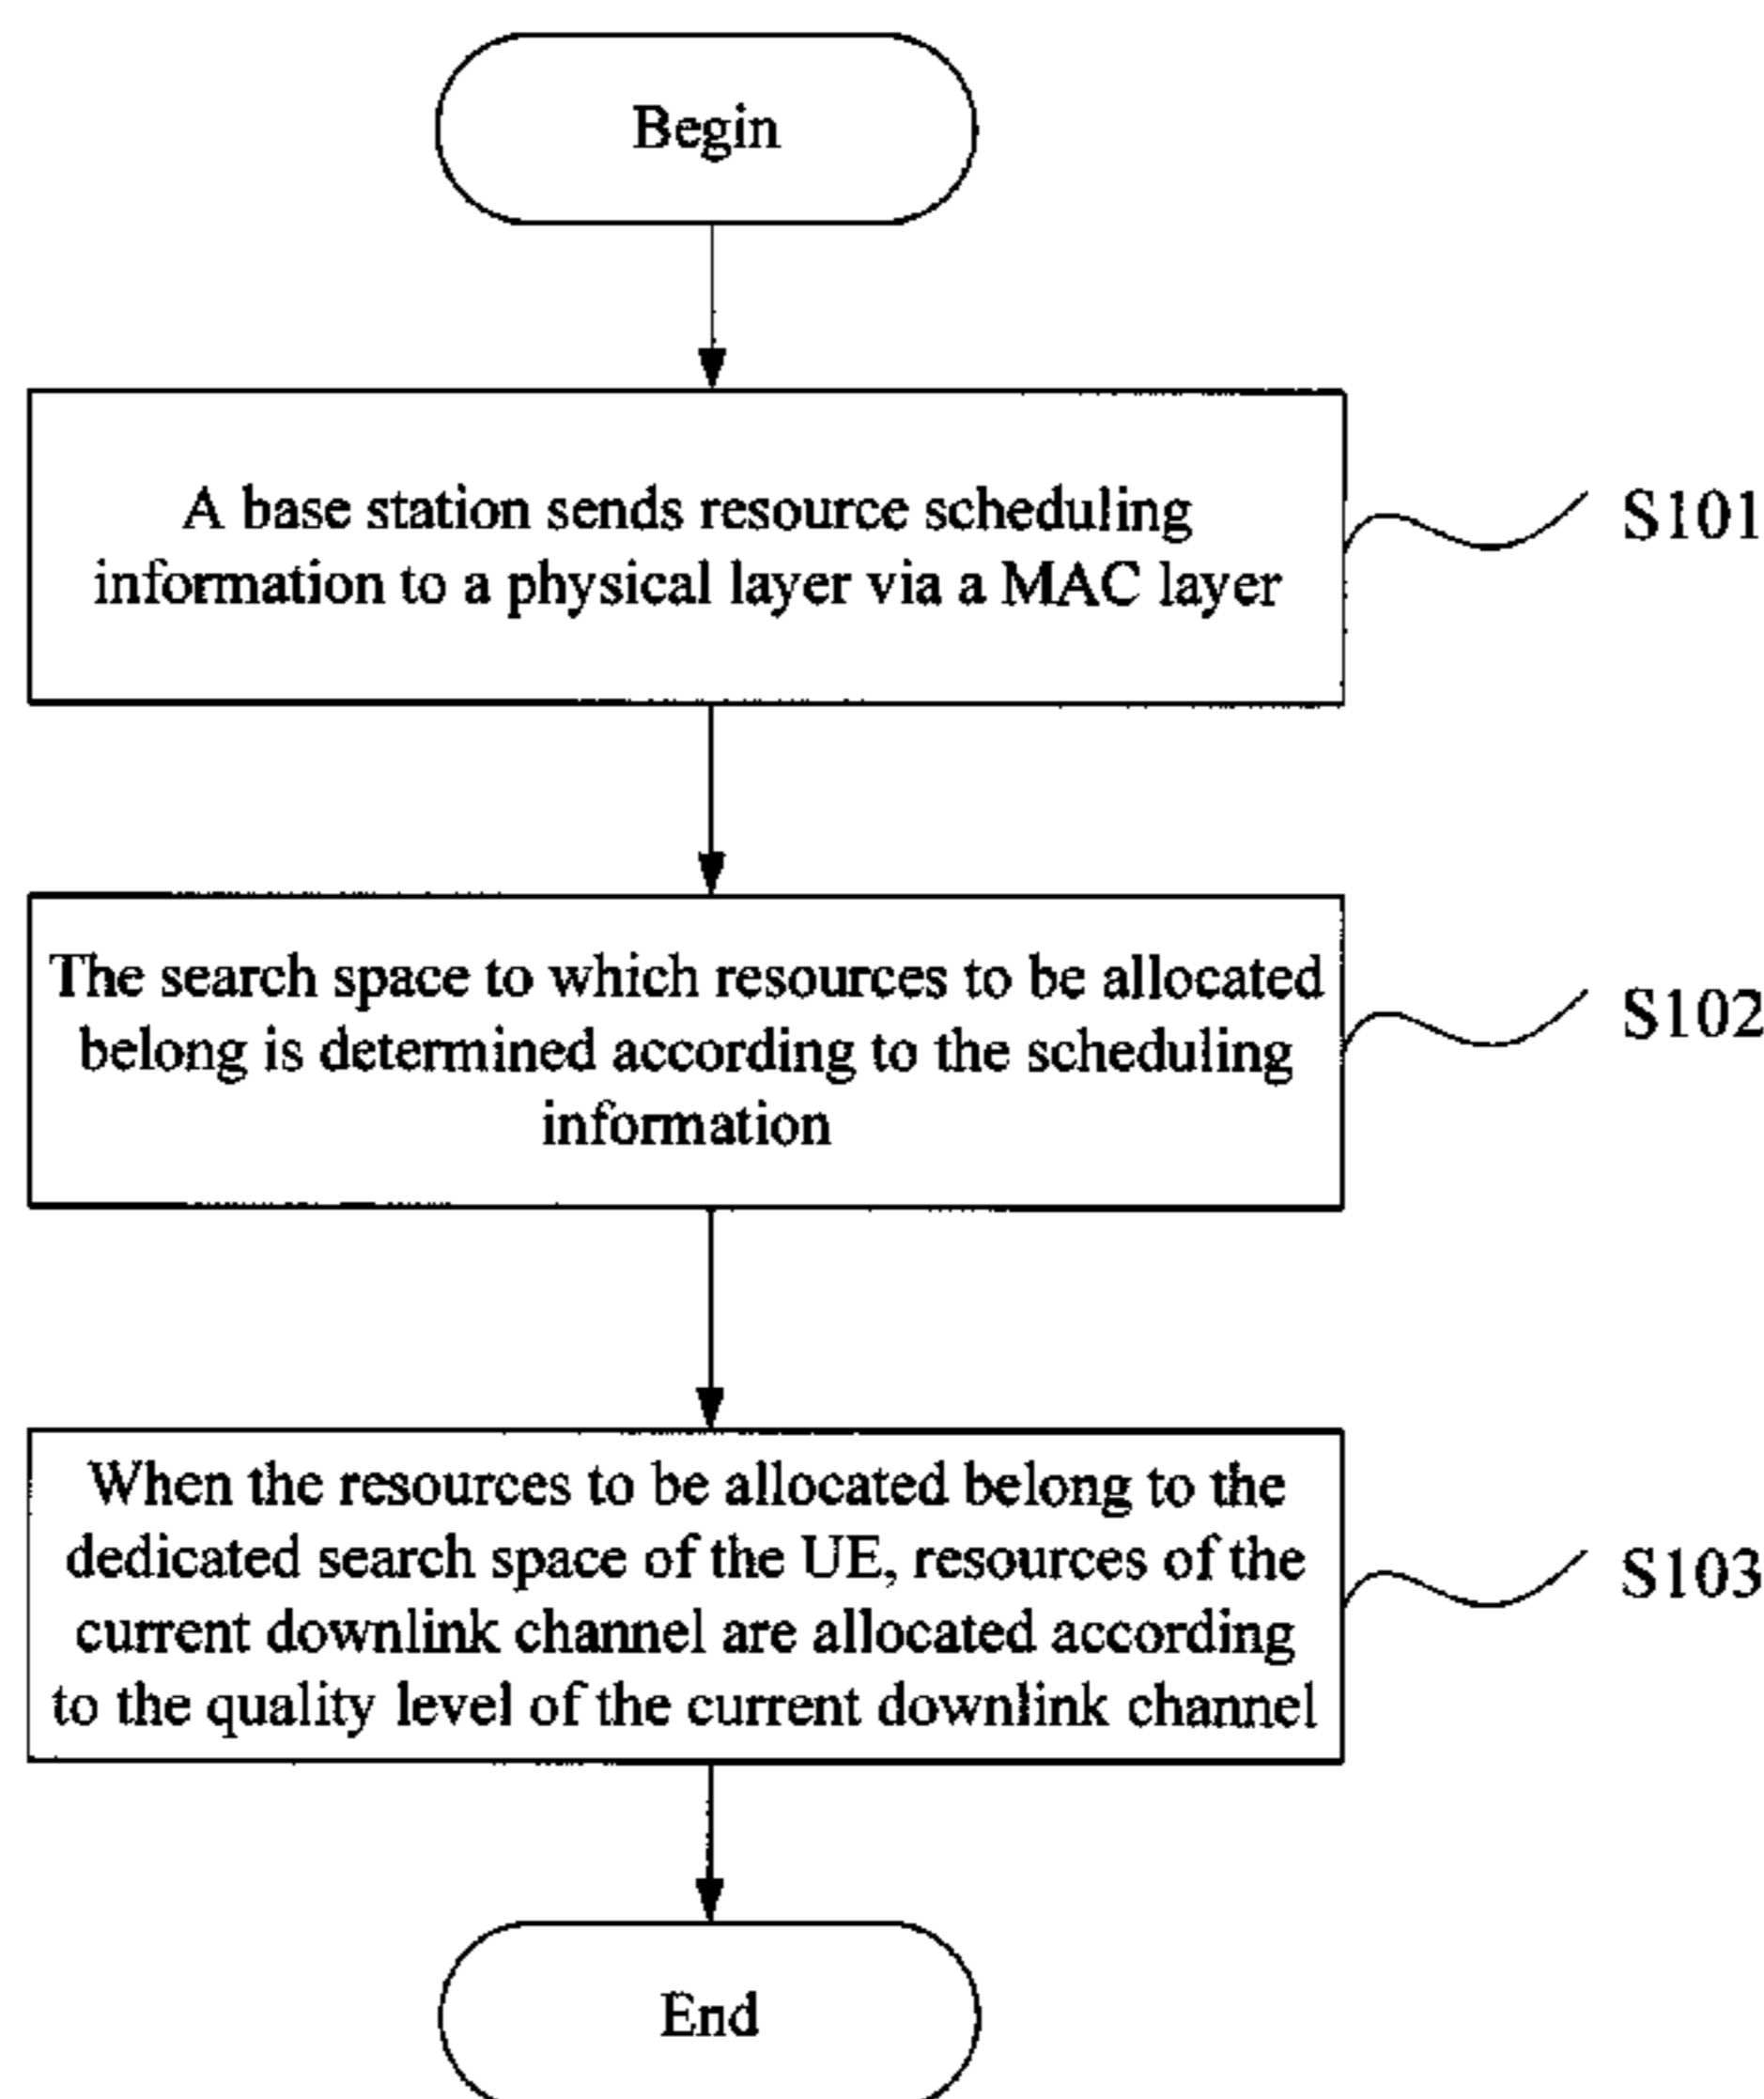 Begin
A base station sends resource scheduling
information to a physical layer via a MAC layer
S101
The search space to which resources to be allocated
belong is determined according to the scheduling
information
S102
When the resources to be allocated belong to the
dedicated search space of the UE, resources of the
current downlink channel are allocated according
to the quality level of the current downlink channel
S103
End